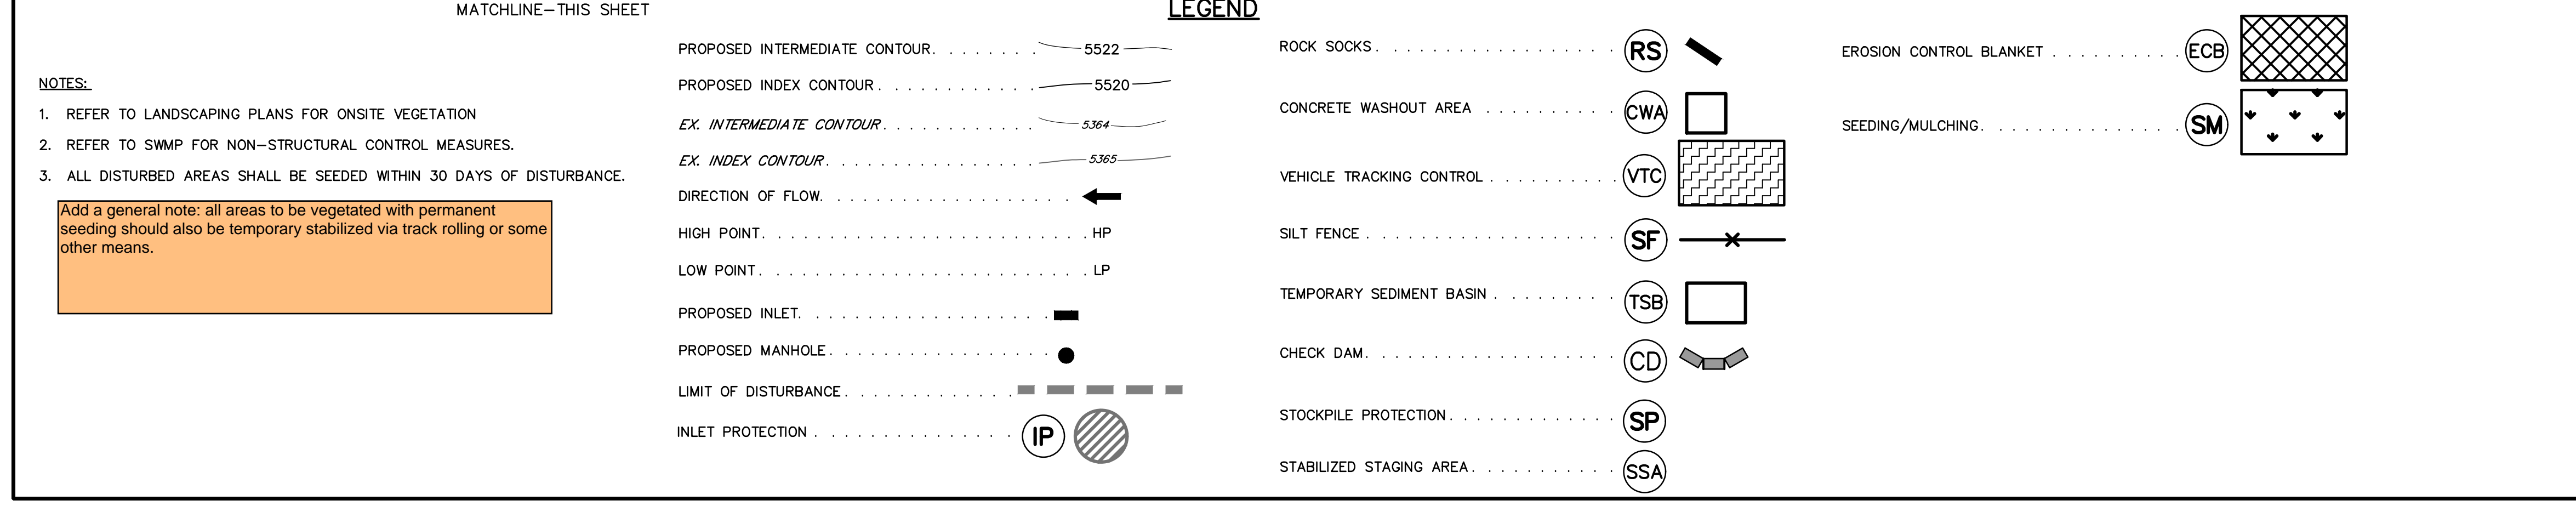 MATCHLINE-THIS SHEET
LEGEND
NOTES:
1. REFER TO LANDSCAPING PLANS FOR ONSITE VEGETATION
2. REFER TO SWMP FOR NON-STRUCTURAL CONTROL MEASURES.
3. ALL DISTURBED AREAS SHALL BE SEEDED WITHIN 30 DAYS OF DISTURBANCE.
Add a general note: all areas to be vegetated with permanent
seeding should also be temporary stabilized via track rolling or some
other means.
PROPOSED INTERMEDIATE CONTOUR. . . . . . . 5522
PROPOSED INDEX CONTOUR . . . . . . . . . . . . 5520
EX. INTERMEDIATE CONTOUR. . . . . . . . . . . . 5364
EX. INDEX CONTOUR. . . . . . . . . . . . . . . . 5365
DIRECTION OF FLOW. . . . . . . . . . . . . . . . . .
HIGH POINT. . . . . . . . . . . . . . . . . . . . . . . . HP
LOW POINT. . . . . . . . . . . . . . . . . . . . . . . . LP
PROPOSED INLET. . . . . . . . . . . . . . . . . .
PROPOSED MANHOLE. . . . . . . . . . . . . . . .
LIMIT OF DISTURBANCE. . . . . . . . . . . .
INLET PROTECTION . . . . . . . . . . . . . . . IP
ROCK SOCKS. . . . . . . . . . . . . . . . . RS
CONCRETE WASHOUT AREA . . . . . . . . . CWA
VEHICLE TRACKING CONTROL . . . . . . . . . . VTC
SILT FENCE . . . . . . . . . . . . . . . . . . SF
TEMPORARY SEDIMENT BASIN . . . . . . . . TSB
CHECK DAM. . . . . . . . . . . . . . . . . . CD
STOCKPILE PROTECTION. . . . . . . . . . . . SP
STABILIZED STAGING AREA. . . . . . . . . . SSA
EROSION CONTROL BLANKET . . . . . . . . . . ECB
SEEDING/MULCHING. . . . . . . . . . . . . . . SM